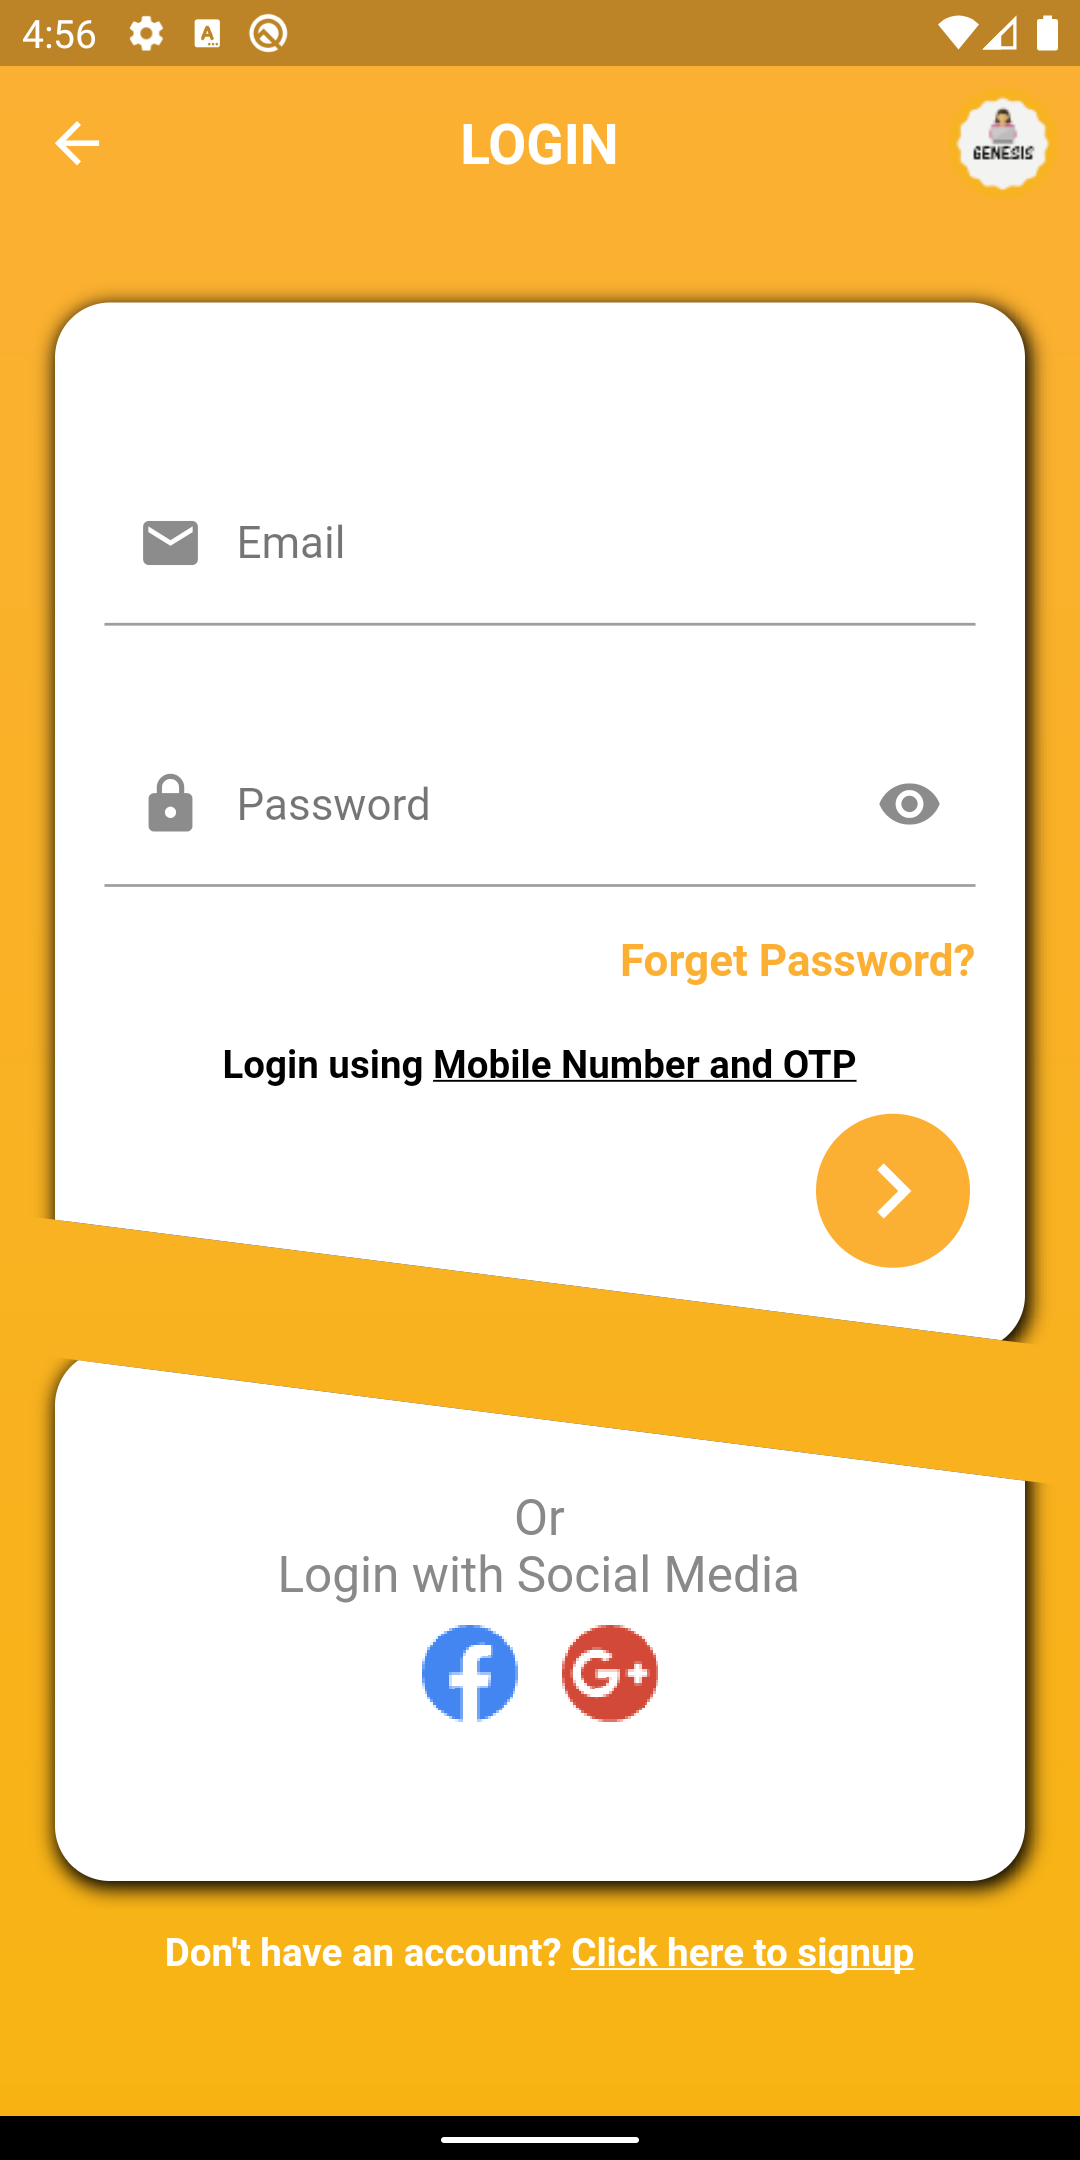 4:56
LOGIN
GENESIS
Email
Password
Forget Password?
Login using Mobile Number and OTP
Or
Login with Social Media
Don't have an account? Click here to signup